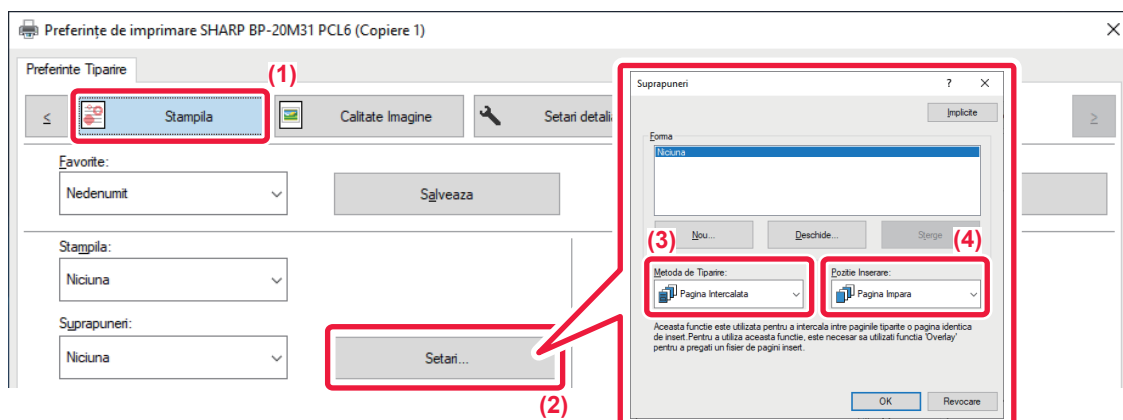 Preferințe de imprimare SHARP BP-20M31 PCL6 (Copiere 1)
Preferinte Tiparire
(1)
<
Stampila
Calitate Imagine
Setari detalia
>
Favorite:
Nedenumit
Salveaza
Stampila:
Niciuna
Suprapuneri:
Niciuna
Setari...
(2)
Suprapuneri
?
Implicite
Forma
Niciuna
Nou...
Deschide...
Sterge
(3)
(4)
Metoda de Tiparire:
Pagina Intercalata
Pozitie Inserare:
Pagina Impara
Aceasta functie este utilizata pentru a intercala intre paginile tiparite o pagina identica
de insert.Pentru a utiliza aceasta functie, este necesar sa utilizati functia 'Overlay'
pentru a pregati un fisier de pagini insert.
OK
Revocare